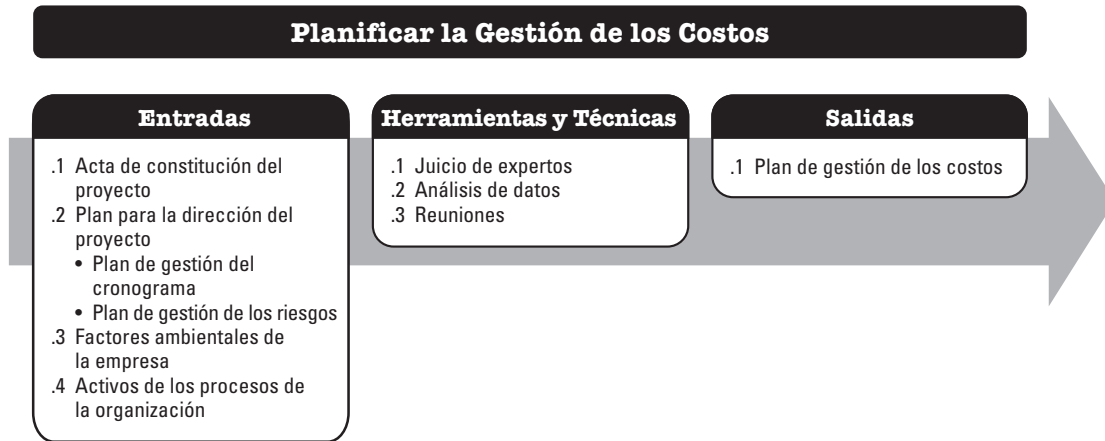 Planificar la Gestión de los Costos
Entradas
.1 Acta de constitución del
proyecto
.2 Plan para la dirección del
proyecto
• Plan de gestión del
cronograma
• Plan de gestión de los riesgos
.3 Factores ambientales de
la empresa
.4 Activos de los procesos de
la organización
Herramientas y Técnicas
.1 Juicio de expertos
.2 Análisis de datos
.3 Reuniones
Salidas
.1 Plan de gestión de los costos